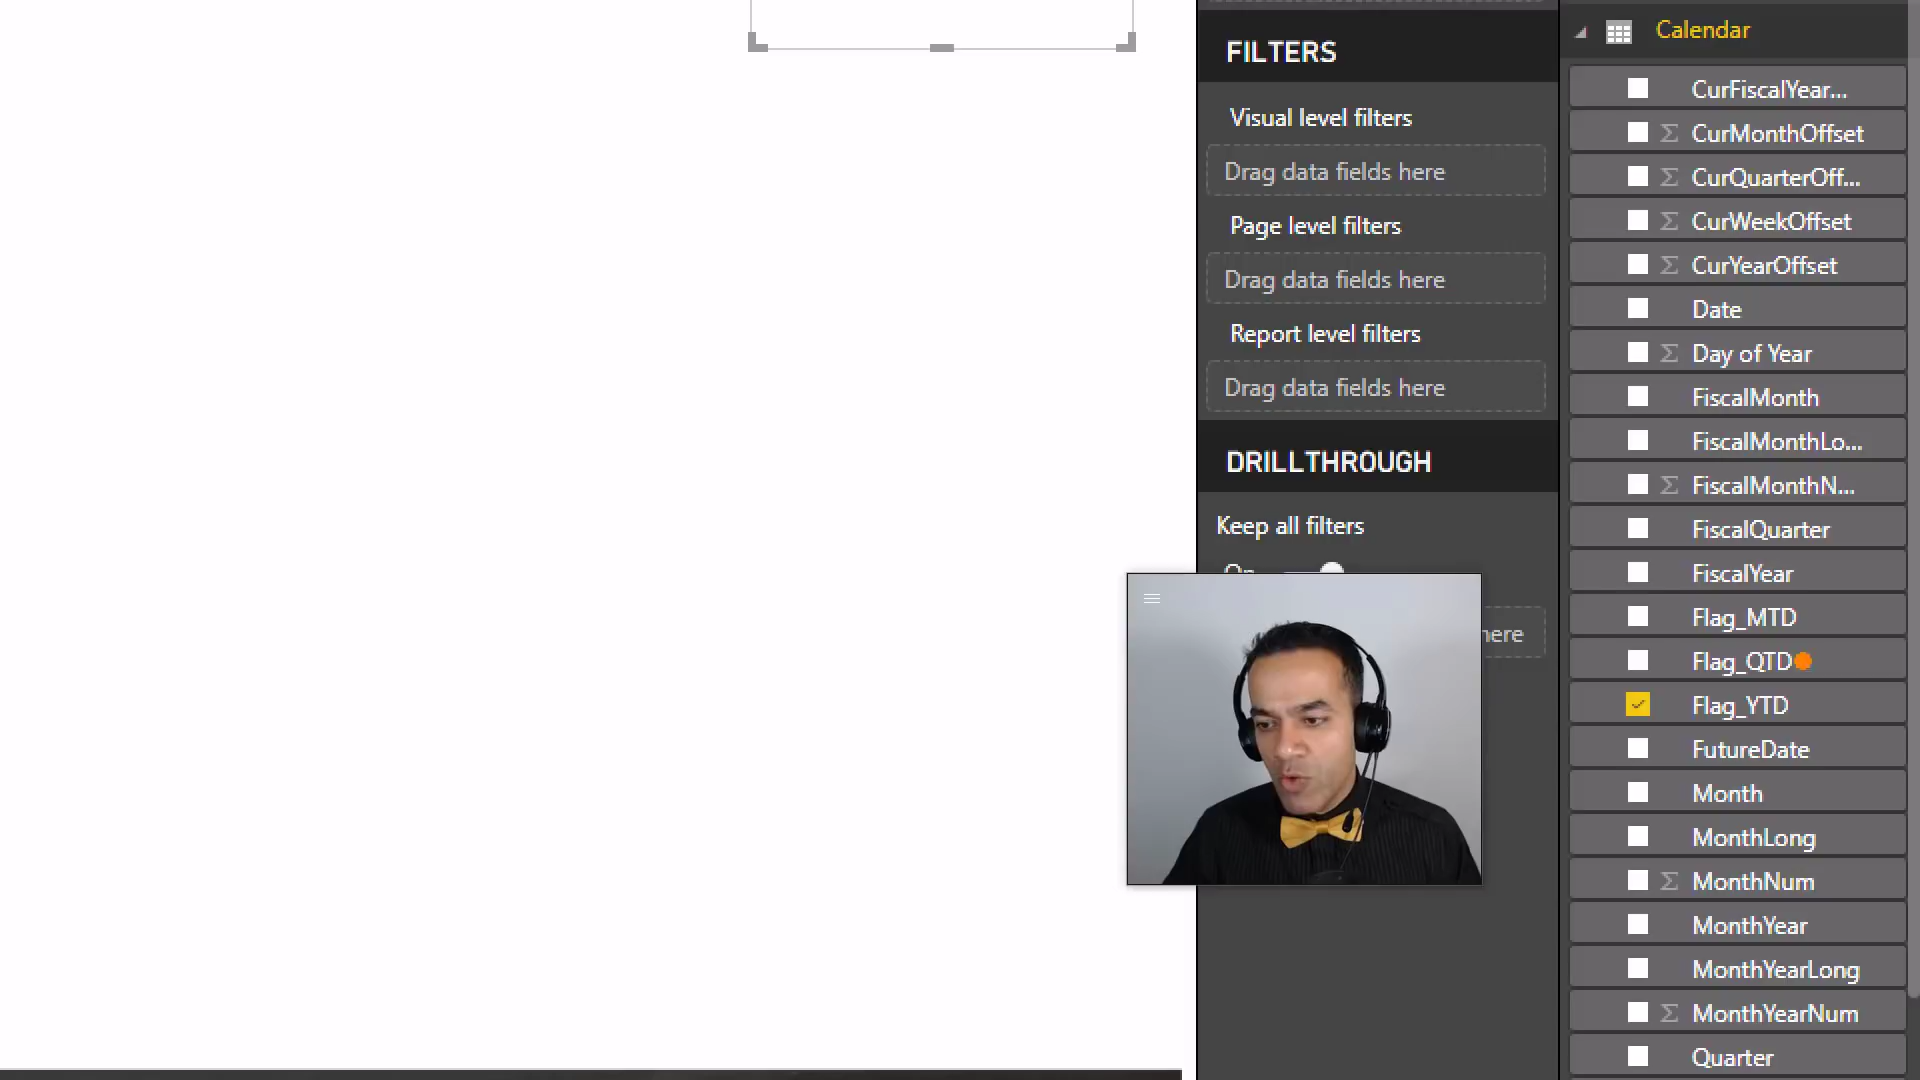 FILTERS
Visual level filters
Drag data fields here
Page level filters
Drag data fields here
Report level filters
Drag data fields here
DRILLTHROUGH
Keep all filters
On
here
Calendar
CurFiscalYear...
CurMonthOffset
CurQuarterOff...
CurWeekOffset
CurYearOffset
Date
Day of Year
FiscalMonth
FiscalMonthLo...
FiscalMonthN...
FiscalQuarter
FiscalYear
Flag_MTD
Flag_QTD
Flag_YTD
FutureDate
Month
MonthLong
MonthNum
MonthYear
MonthYearLong
MonthYearNum
Quarter